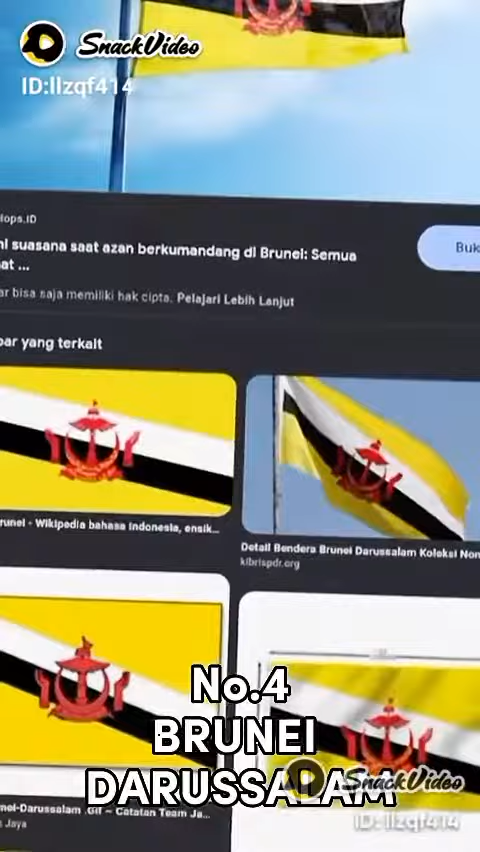 SnackVideo
ID:llzqf414
lops.ID
ni suasana saat azan berkumandang di Brunei: Semua
at ...
Buk
ar bisa saja memiliki hak cipta. Pelajari Lebih Lanjut
bar yang terkait
runei - Wikipedia bahasa Indonesia, ensik...
Detail Bendera Brunei Darussalam Koleksi Non
kibrispdr.org
No.4
BRUNEI
DARUSSALAM
SnackVideo
nei-Darussalam .Gif – Catatan Team Ja...
s Jaya
ID: llzqf414